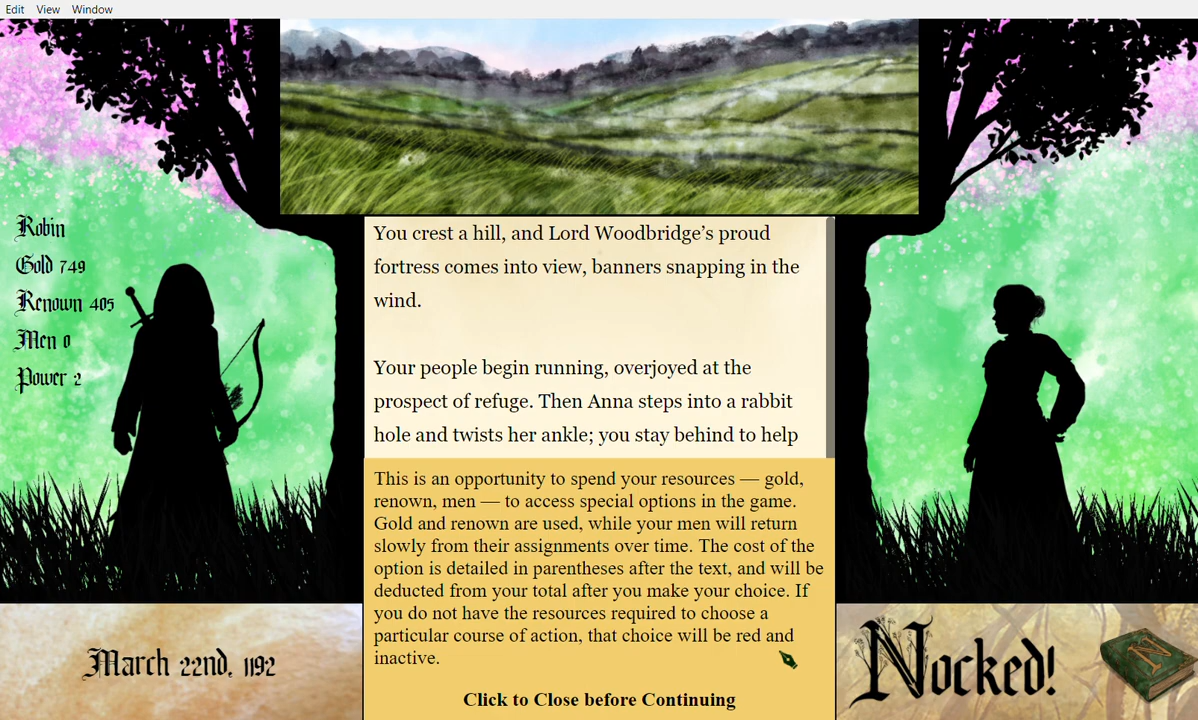 Edit View Window
Robin
Gold 749
Renown 405
Men 0
Power 2
You crest a hill, and Lord Woodbridge’s proud
fortress comes into view, banners snapping in the
wind.
Your people begin running, overjoyed at the
prospect of refuge. Then Anna steps into a rabbit
hole and twists her ankle; you stay behind to help
This is an opportunity to spend your resources — gold,
renown, men — to access special options in the game.
Gold and renown are used, while your men will return
slowly from their assignments over time. The cost of the
option is detailed in parentheses after the text, and will be
deducted from your total after you make your choice. If
you do not have the resources required to choose a
particular course of action, that choice will be red and
inactive.
Click to Close before Continuing
March 22nd, 1192
Nocked!
N